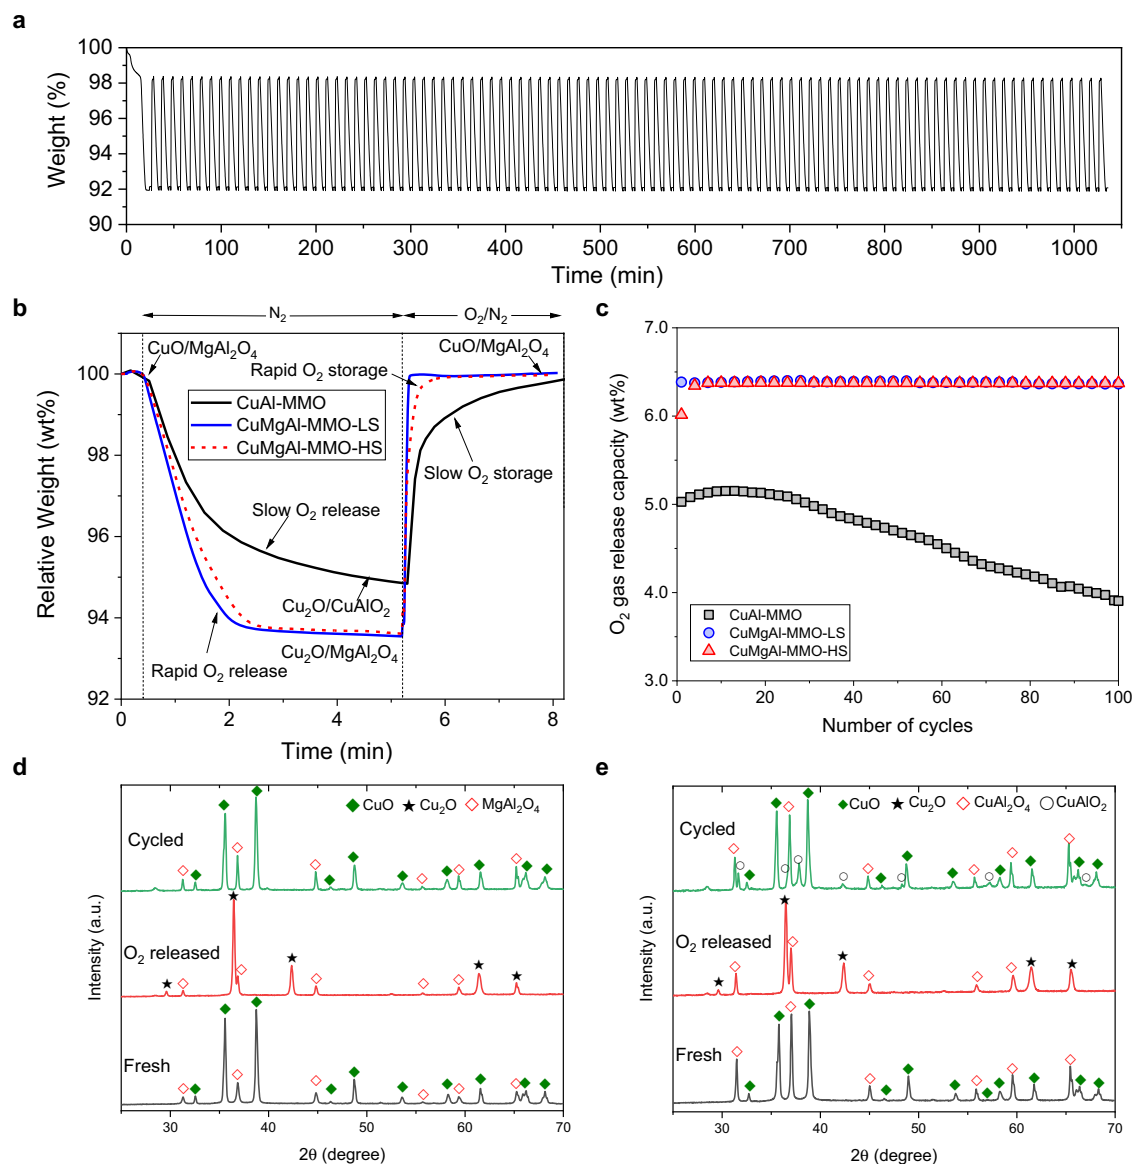 a
100
98
96
94
92
90
Weight (%)
0 100 200 300 400 500 600 700 800 900 1000
Time (min)
b
N₂ O₂/N₂
CuO/MgAl₂O₄ CuO/MgAl₂O₄
Rapid O₂ storage
CuAl-MMO
CuMgAl-MMO-LS
CuMgAl-MMO-HS
Slow O₂ storage
Slow O₂ release
Cu₂O/CuAlO₂
Cu₂O/MgAl₂O₄
Rapid O₂ release
100
98
96
94
92
Relative Weight (wt%)
0 2 4 6 8
Time (min)
c
7.0
6.0
5.0
4.0
3.0
O₂ gas release capacity (wt%)
CuAl-MMO
CuMgAl-MMO-LS
CuMgAl-MMO-HS
0 20 40 60 80 100
Number of cycles
d
CuO Cu₂O MgAl₂O₄
Cycled
O₂ released
Fresh
Intensity (a.u.)
30 40 50 60 70
2θ (degree)
e
CuO Cu₂O CuAl₂O₄ CuAlO₂
Cycled
O₂ released
Fresh
Intensity (a.u.)
30 40 50 60 70
2θ (degree)